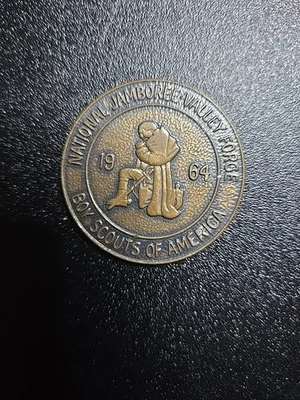 NATIONAL JAMBOREE VALLEY FORGE
19 64
BOY SCOUTS OF AMERICA